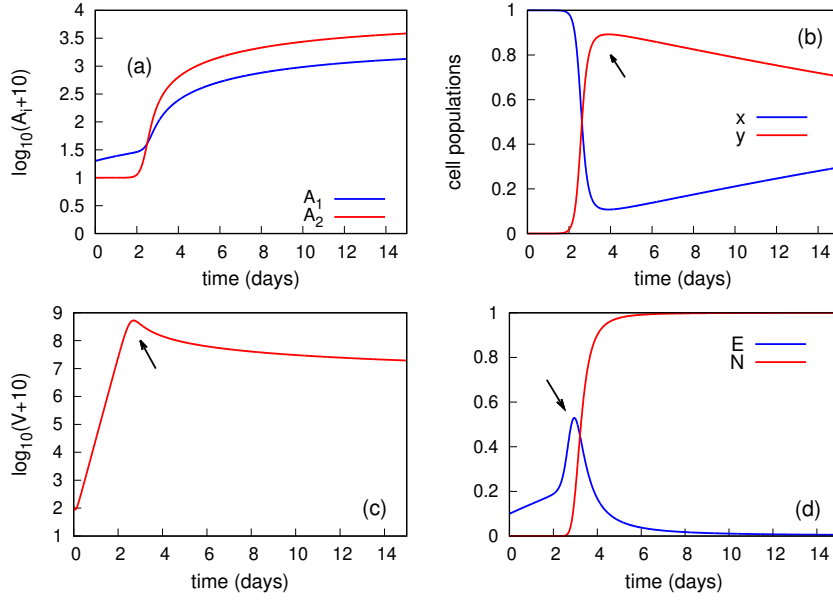 (a)
log10(Ai+10)
4
3.5
3
2.5
2
1.5
1
0.5
0
0 2 4 6 8 10 12 14
time (days)
A1
A2
(b)
cell populations
1
0.8
0.6
0.4
0.2
0
0 2 4 6 8 10 12 14
time (days)
x
y
(c)
log10(V+10)
9
8
7
6
5
4
3
2
1
0 2 4 6 8 10 12 14
time (days)
(d)
1
0.8
0.6
0.4
0.2
0
0 2 4 6 8 10 12 14
time (days)
E
N